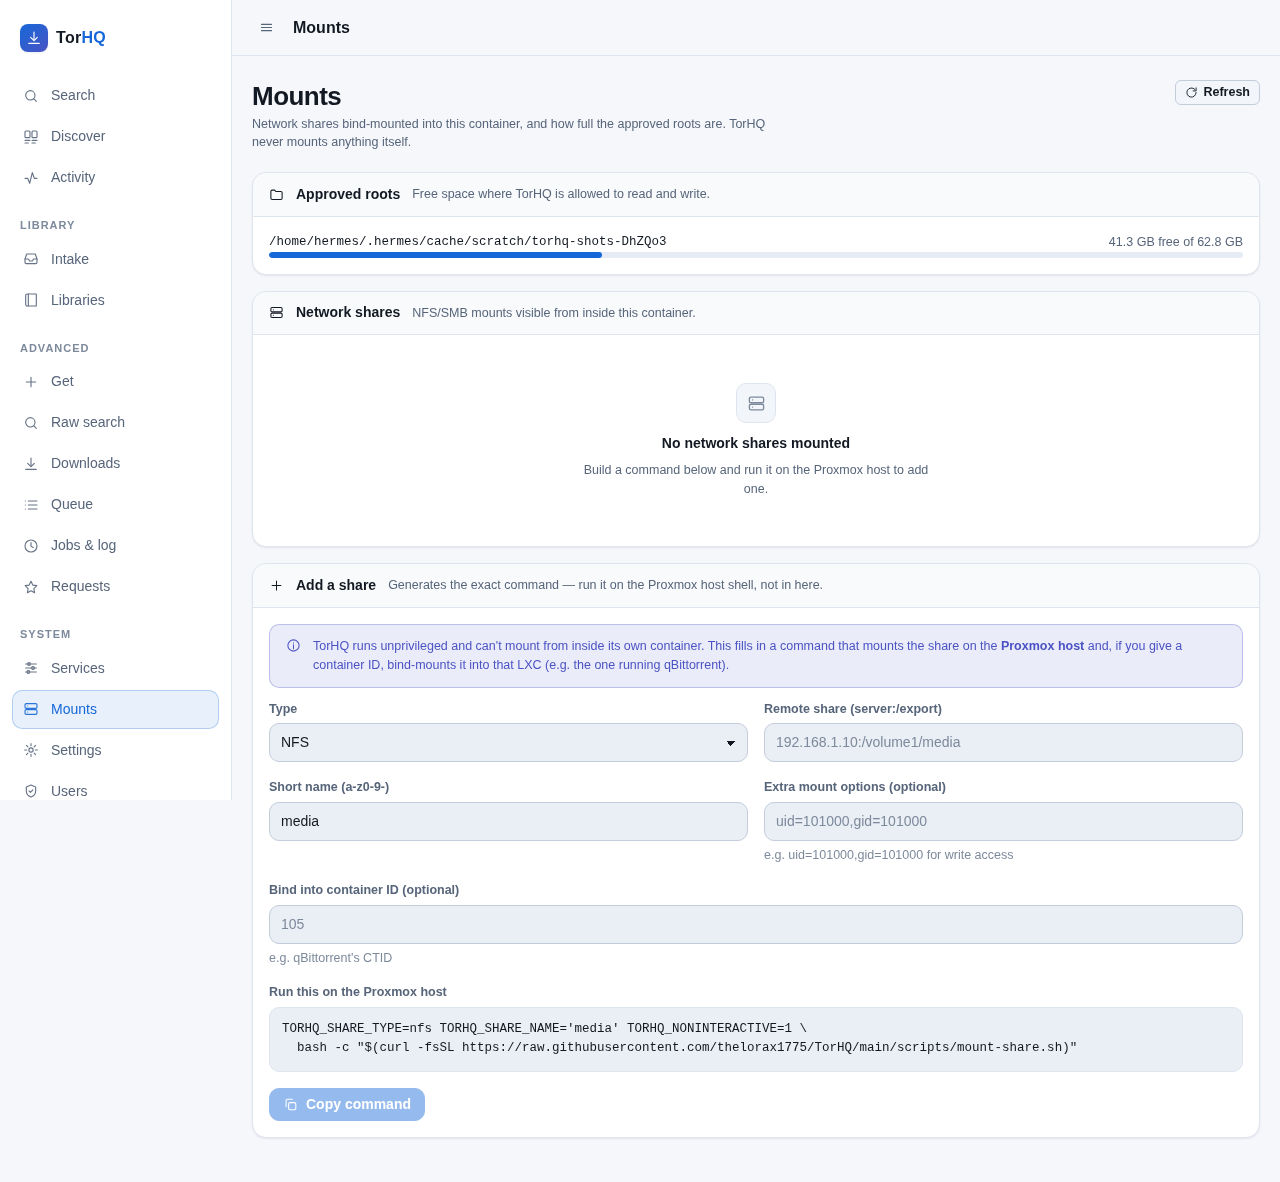 TorHQ
Search
Discover
Activity
LIBRARY
Intake
Libraries
ADVANCED
Get
Raw search
Downloads
Queue
Jobs & log
Requests
SYSTEM
Services
Mounts
Settings
Users
Mounts
Mounts
Refresh
Network shares bind-mounted into this container, and how full the approved roots are. TorHQ
never mounts anything itself.
Approved roots Free space where TorHQ is allowed to read and write.
/home/hermes/.hermes/cache/scratch/torhq-shots-DhZQo3 41.3 GB free of 62.8 GB
Network shares NFS/SMB mounts visible from inside this container.
No network shares mounted
Build a command below and run it on the Proxmox host to add
one.
Add a share Generates the exact command — run it on the Proxmox host shell, not in here.
TorHQ runs unprivileged and can't mount from inside its own container. This fills in a command that mounts the share on the Proxmox host and, if you give a
container ID, bind-mounts it into that LXC (e.g. the one running qBittorrent).
Type Remote share (server:/export)
NFS 192.168.1.10:/volume1/media
Short name (a-z0-9-) Extra mount options (optional)
media uid=101000,gid=101000
e.g. uid=101000,gid=101000 for write access
Bind into container ID (optional)
105
e.g. qBittorrent's CTID
Run this on the Proxmox host
TORHQ_SHARE_TYPE=nfs TORHQ_SHARE_NAME='media' TORHQ_NONINTERACTIVE=1 \
bash -c "$(curl -fsSL https://raw.githubusercontent.com/thelorax1775/TorHQ/main/scripts/mount-share.sh)"
Copy command